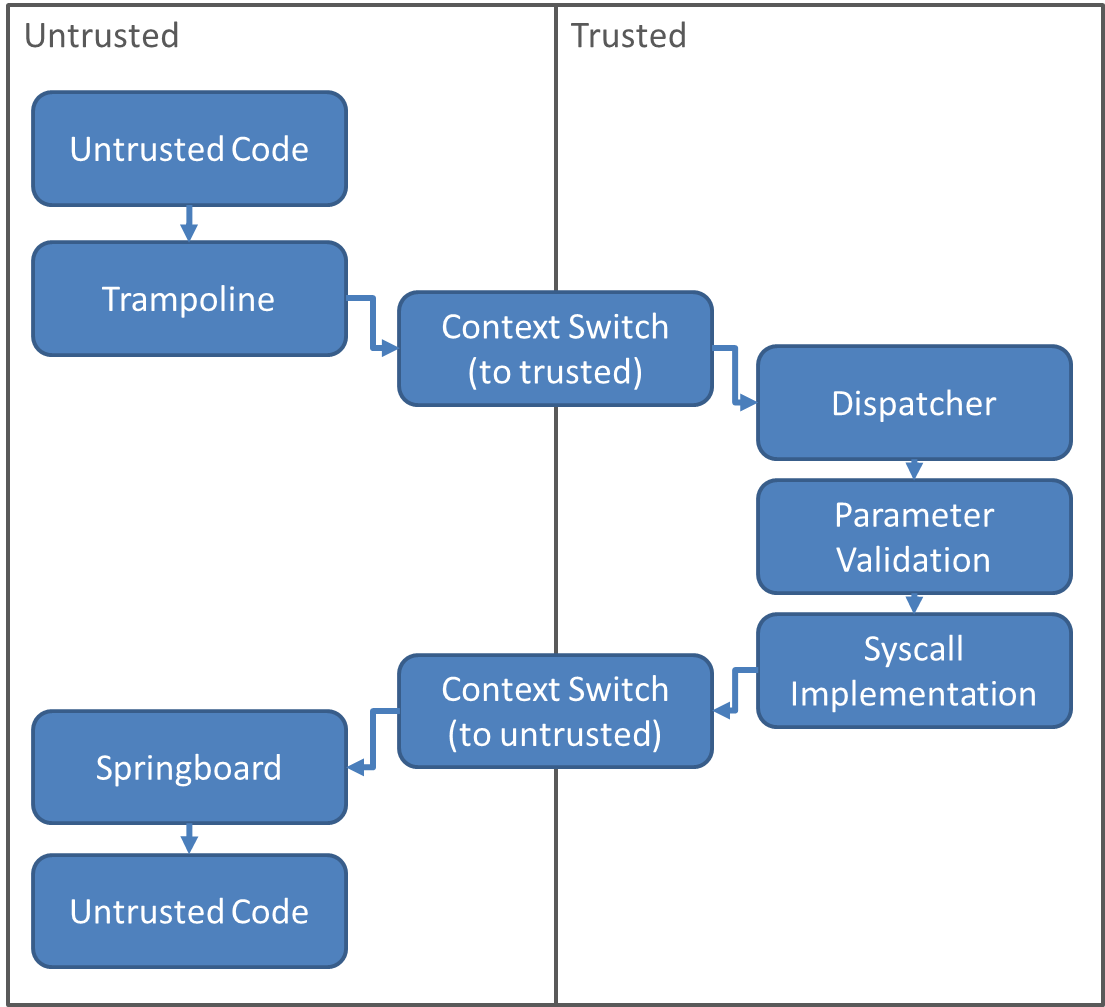 Untrusted
Trusted
Untrusted Code
Trampoline
Context Switch
(to trusted)
Dispatcher
Parameter
Validation
Syscall
Implementation
Context Switch
(to untrusted)
Springboard
Untrusted Code